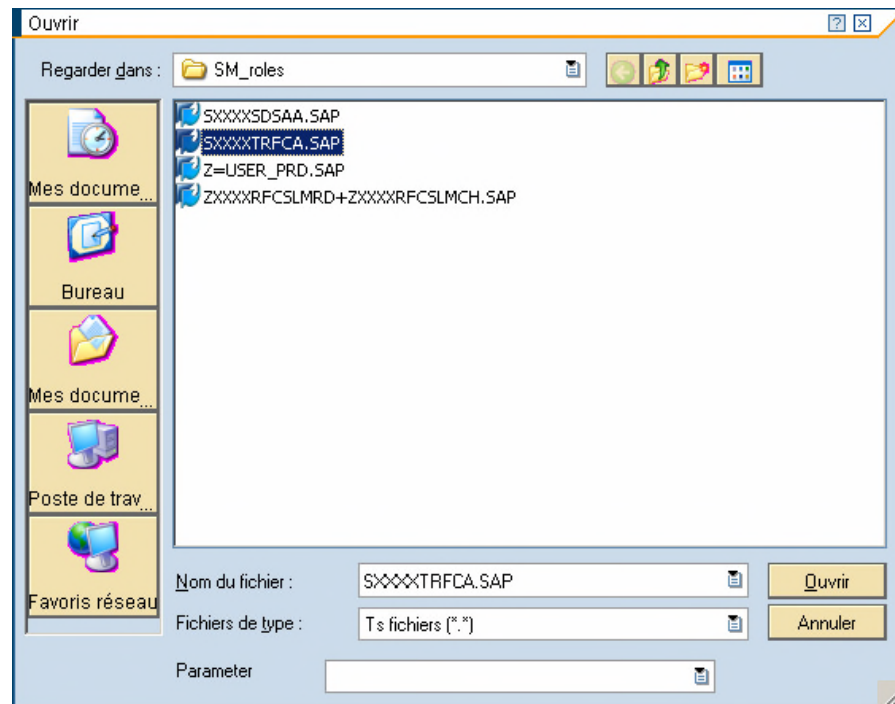 Ouvrir
Regarder dans :
SM_roles
SXXXXSDSAA.SAP
SXXXXTRFCA.SAP
Z=USER_PRD.SAP
ZXXXXRFCSLMRD+ZXXXXRFCSLMCH.SAP
Mes docume...
Bureau
Mes docume...
Poste de trav...
Favoris réseau
Nom du fichier :
SXXXXTRFCA.SAP
Ouvrir
Fichiers de type :
Ts fichiers (*.*)
Annuler
Parameter